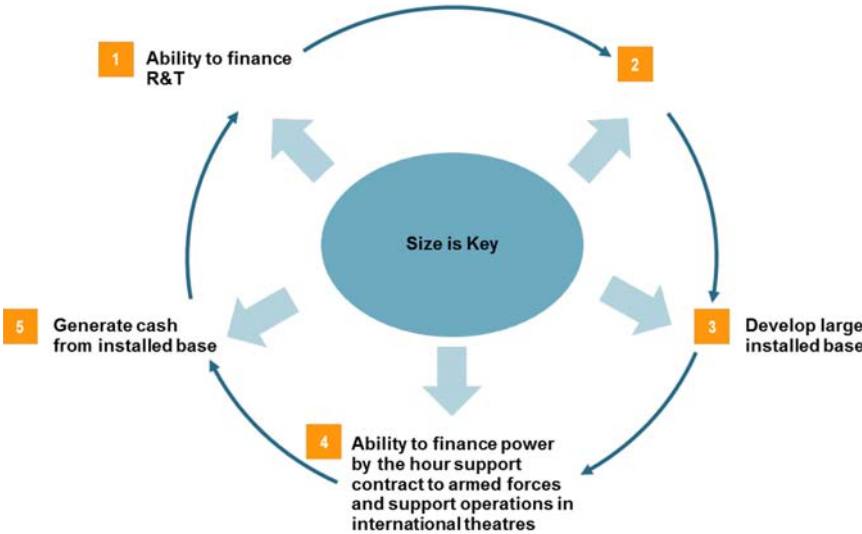 1 Ability to finance
R&T
2
Size is Key
5 Generate cash
from installed base
3 Develop large
installed base
4 Ability to finance power
by the hour support
contract to armed forces
and support operations in
international theatres